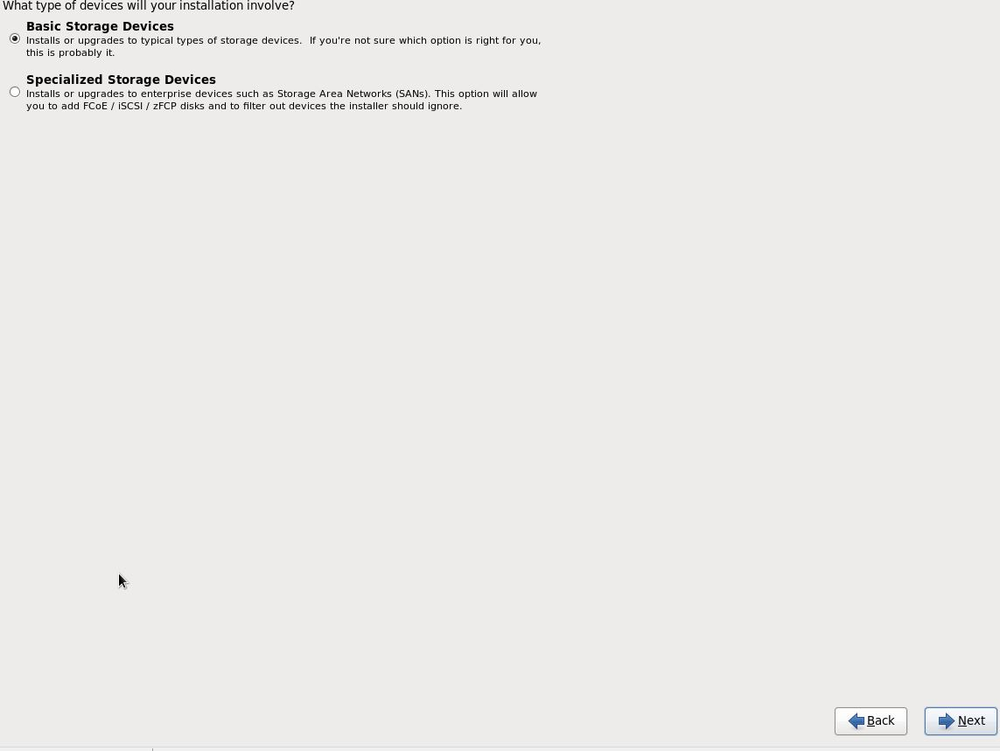 What type of devices will your installation involve?
Basic Storage Devices
Installs or upgrades to typical types of storage devices.  If you're not sure which option is right for you,
this is probably it.
Specialized Storage Devices
Installs or upgrades to enterprise devices such as Storage Area Networks (SANs). This option will allow
you to add FCoE / iSCSI / zFCP disks and to filter out devices the installer should ignore.
Back
Next